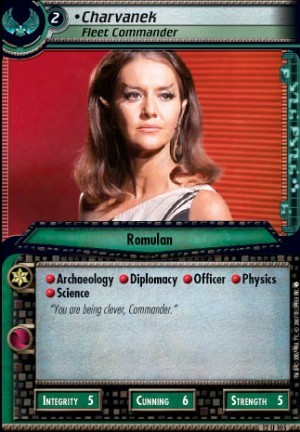 2
•Charvanek
Fleet Commander
Romulan
Archaeology Diplomacy Officer Physics
Science
"You are being clever, Commander."
Integrity 5 Cunning 6 Strength 5